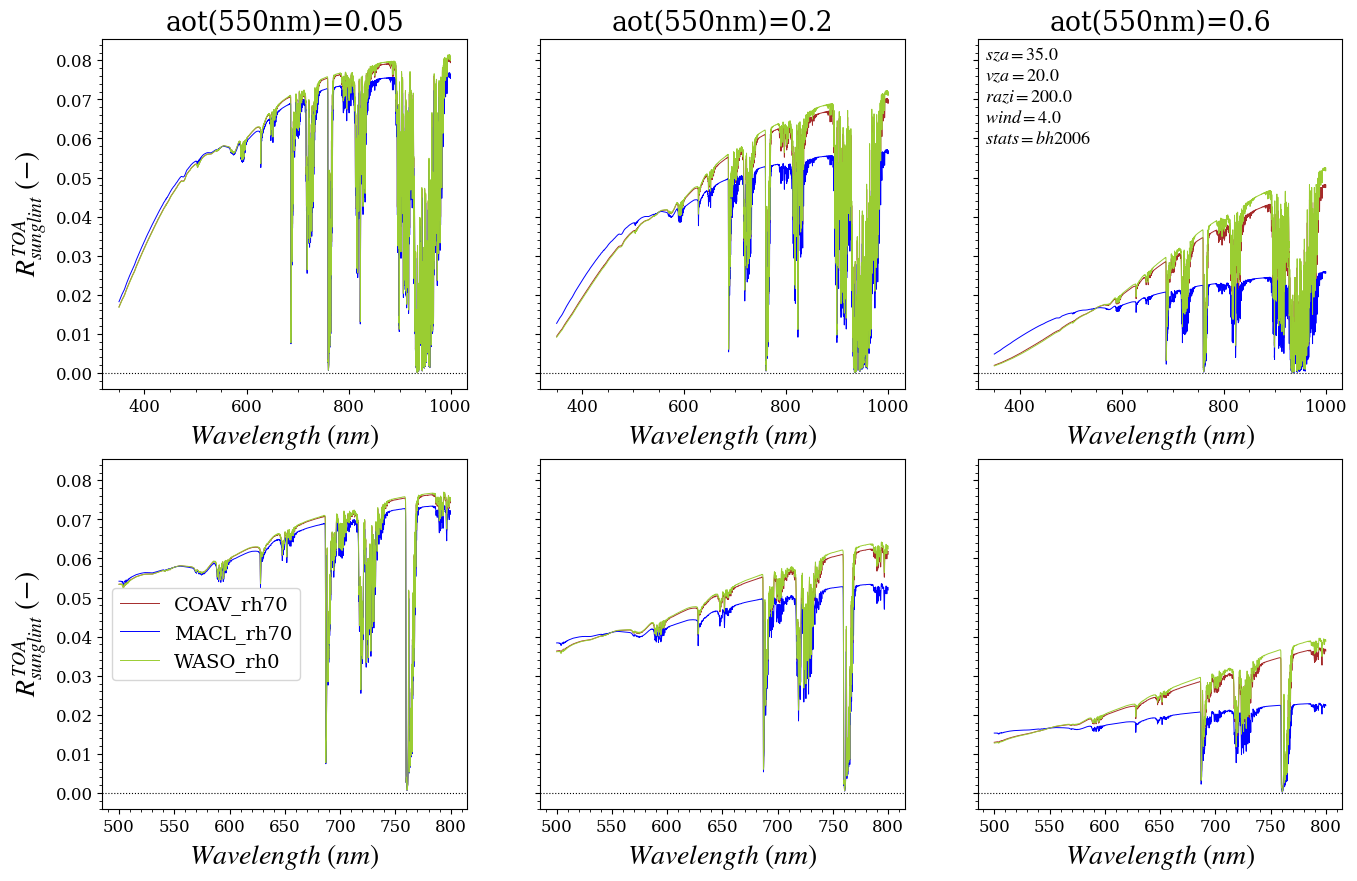 aot(550nm)=0.05
aot(550nm)=0.2
aot(550nm)=0.6
0.08
0.07
0.06
0.05
0.04
0.03
0.02
0.01
0.00
R^{TOA}_{sunglint} (−)
sza = 35.0
vza = 20.0
razi = 200.0
wind = 4.0
stats = bh2006
400 600 800 1000
400 600 800 1000
400 600 800 1000
Wavelength (nm)
Wavelength (nm)
Wavelength (nm)
0.08
0.07
0.06
0.05
0.04
0.03
0.02
0.01
0.00
R^{TOA}_{sunglint} (−)
COAV_rh70
MACL_rh70
WASO_rh0
500 550 600 650 700 750 800
500 550 600 650 700 750 800
500 550 600 650 700 750 800
Wavelength (nm)
Wavelength (nm)
Wavelength (nm)